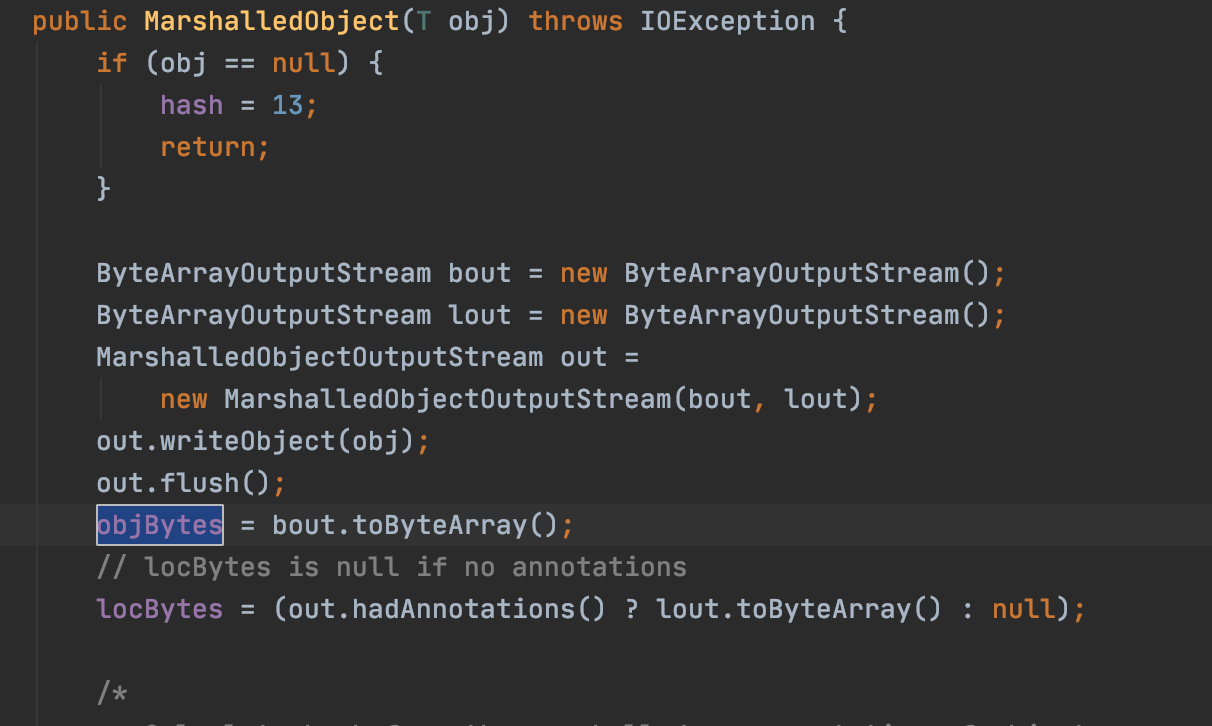 public MarshalledObject(T obj) throws IOException {
if (obj == null) {
hash = 13;
return;
}
ByteArrayOutputStream bout = new ByteArrayOutputStream();
ByteArrayOutputStream lout = new ByteArrayOutputStream();
MarshalledObjectOutputStream out =
new MarshalledObjectOutputStream(bout, lout);
out.writeObject(obj);
out.flush();
objBytes = bout.toByteArray();
// locBytes is null if no annotations
locBytes = (out.hadAnnotations() ? lout.toByteArray() : null);
/*